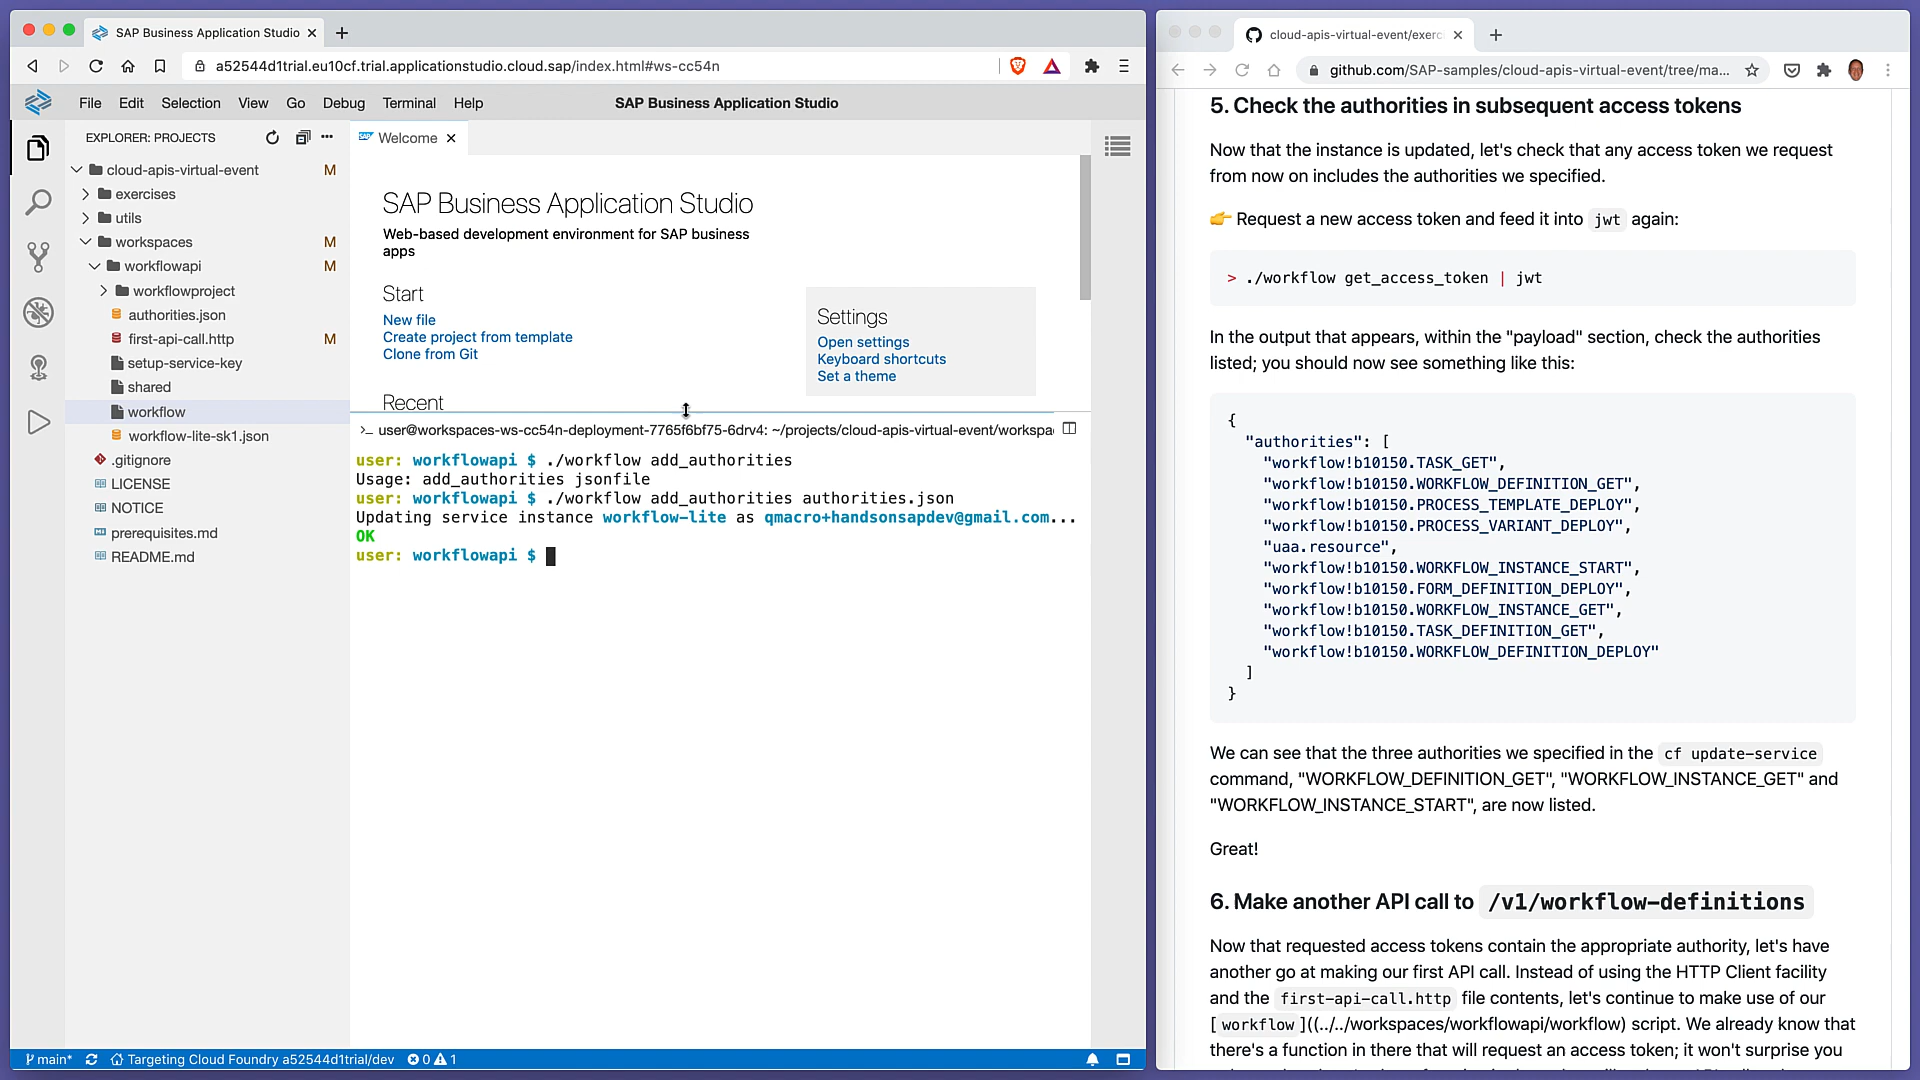 SAP Business Application Studio
a52544d1trial.eu10cf.trial.applicationstudio.cloud.sap/index.html#ws-cc54n
File Edit Selection View Go Debug Terminal Help
SAP Business Application Studio
EXPLORER: PROJECTS
cloud-apis-virtual-event M
exercises
utils
workspaces M
workflowapi M
workflowproject
authorities.json
first-api-call.http M
setup-service-key
shared
workflow
workflow-lite-sk1.json
.gitignore
LICENSE
NOTICE
prerequisites.md
README.md
Welcome
SAP Business Application Studio
Web-based development environment for SAP business
apps
Start
New file
Create project from template
Clone from Git
Recent
Settings
Open settings
Keyboard shortcuts
Set a theme
>_ user@workspaces-ws-cc54n-deployment-7765f6bf75-6drv4: ~/projects/cloud-apis-virtual-event/workspa
user: workflowapi $ ./workflow add_authorities
Usage: add_authorities jsonfile
user: workflowapi $ ./workflow add_authorities authorities.json
Updating service instance workflow-lite as qmacro+handsonsapdev@gmail.com...
OK
user: workflowapi $
main* Targeting Cloud Foundry a52544d1trial/dev 0 1
cloud-apis-virtual-event/exerc
github.com/SAP-samples/cloud-apis-virtual-event/tree/ma...
5. Check the authorities in subsequent access tokens
Now that the instance is updated, let's check that any access token we request
from now on includes the authorities we specified.
👉 Request a new access token and feed it into jwt again:
> ./workflow get_access_token | jwt
In the output that appears, within the "payload" section, check the authorities
listed; you should now see something like this:
{
"authorities": [
"workflow!b10150.TASK_GET",
"workflow!b10150.WORKFLOW_DEFINITION_GET",
"workflow!b10150.PROCESS_TEMPLATE_DEPLOY",
"workflow!b10150.PROCESS_VARIANT_DEPLOY",
"uaa.resource",
"workflow!b10150.WORKFLOW_INSTANCE_START",
"workflow!b10150.FORM_DEFINITION_DEPLOY",
"workflow!b10150.WORKFLOW_INSTANCE_GET",
"workflow!b10150.TASK_DEFINITION_GET",
"workflow!b10150.WORKFLOW_DEFINITION_DEPLOY"
]
}
We can see that the three authorities we specified in the cf update-service
command, "WORKFLOW_DEFINITION_GET", "WORKFLOW_INSTANCE_GET" and
"WORKFLOW_INSTANCE_START", are now listed.
Great!
6. Make another API call to /v1/workflow-definitions
Now that requested access tokens contain the appropriate authority, let's have
another go at making our first API call. Instead of using the HTTP Client facility
and the first-api-call.http file contents, let's continue to make use of our
[ workflow ]((../../workspaces/workflowapi/workflow) script. We already know that
there's a function in there that will request an access token; it won't surprise you